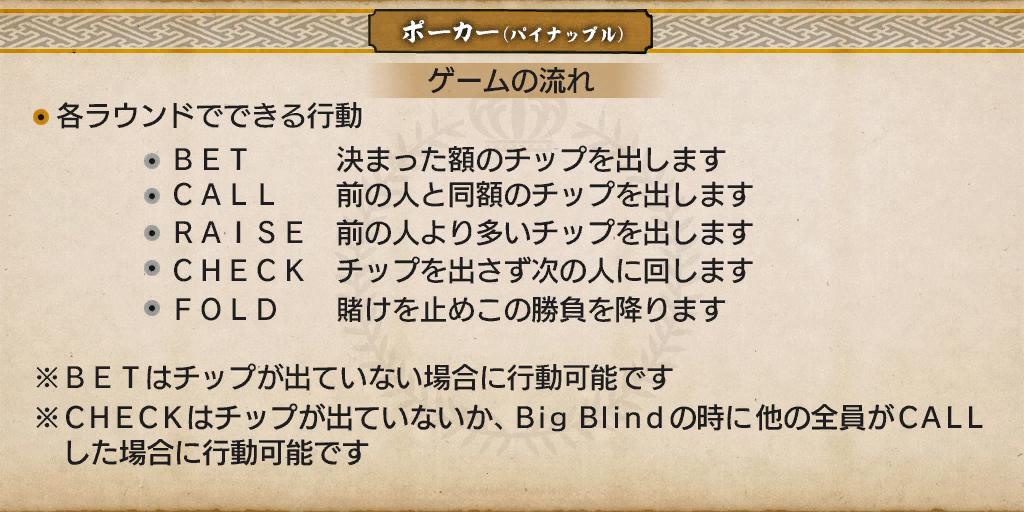 ポーカー(パイナップル)
ゲームの流れ
各ラウンドでできる行動
BET 決まった額のチップを出します
CALL 前の人と同額のチップを出します
RAISE 前の人より多いチップを出します
CHECK チップを出さず次の人に回します
FOLD 賭けを止めこの勝負を降ります
※BETはチップが出ていない場合に行動可能です
※CHECKはチップが出ていないか、Big Blindの時に他の全員がCALL
した場合に行動可能です